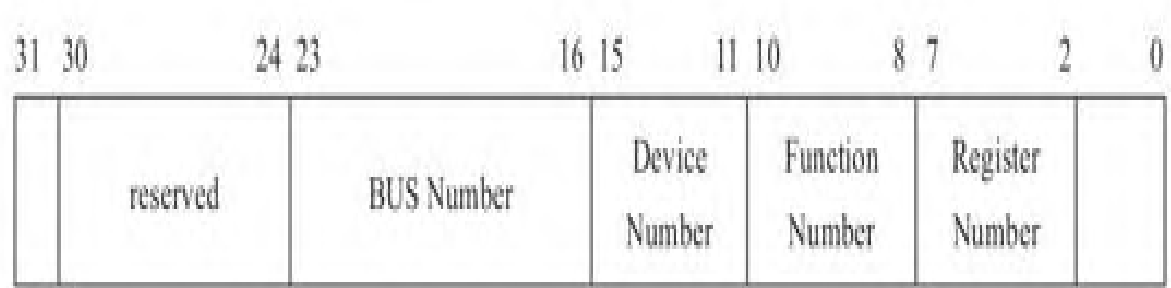 31 30 24 23 16 15 11 10 8 7 2 0
reserved
BUS Number
Device
Number
Function
Number
Register
Number